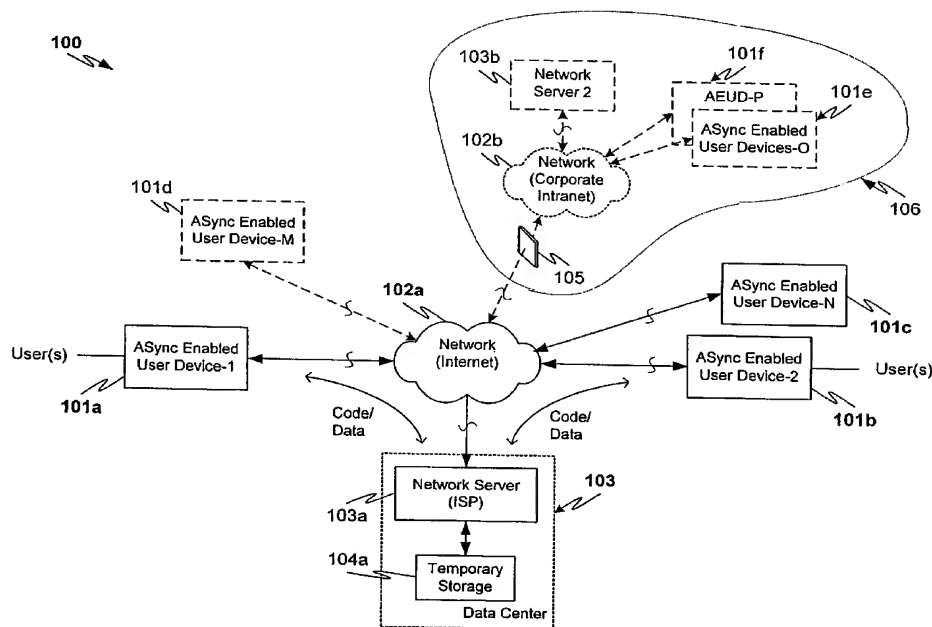 100
103b
Network
Server 2
101f
AEUD-P
101e
ASync Enabled
User Devices-O
102b
Network
(Corporate
Intranet)
106
105
101d
ASync Enabled
User Device-M
102a
Network
(Internet)
ASync Enabled
User Device-N
101c
User(s)
ASync Enabled
User Device-1
101a
ASync Enabled
User Device-2
User(s)
101b
Code/
Data
Code/
Data
Network Server
(ISP)
103
103a
104a
Temporary
Storage
Data Center